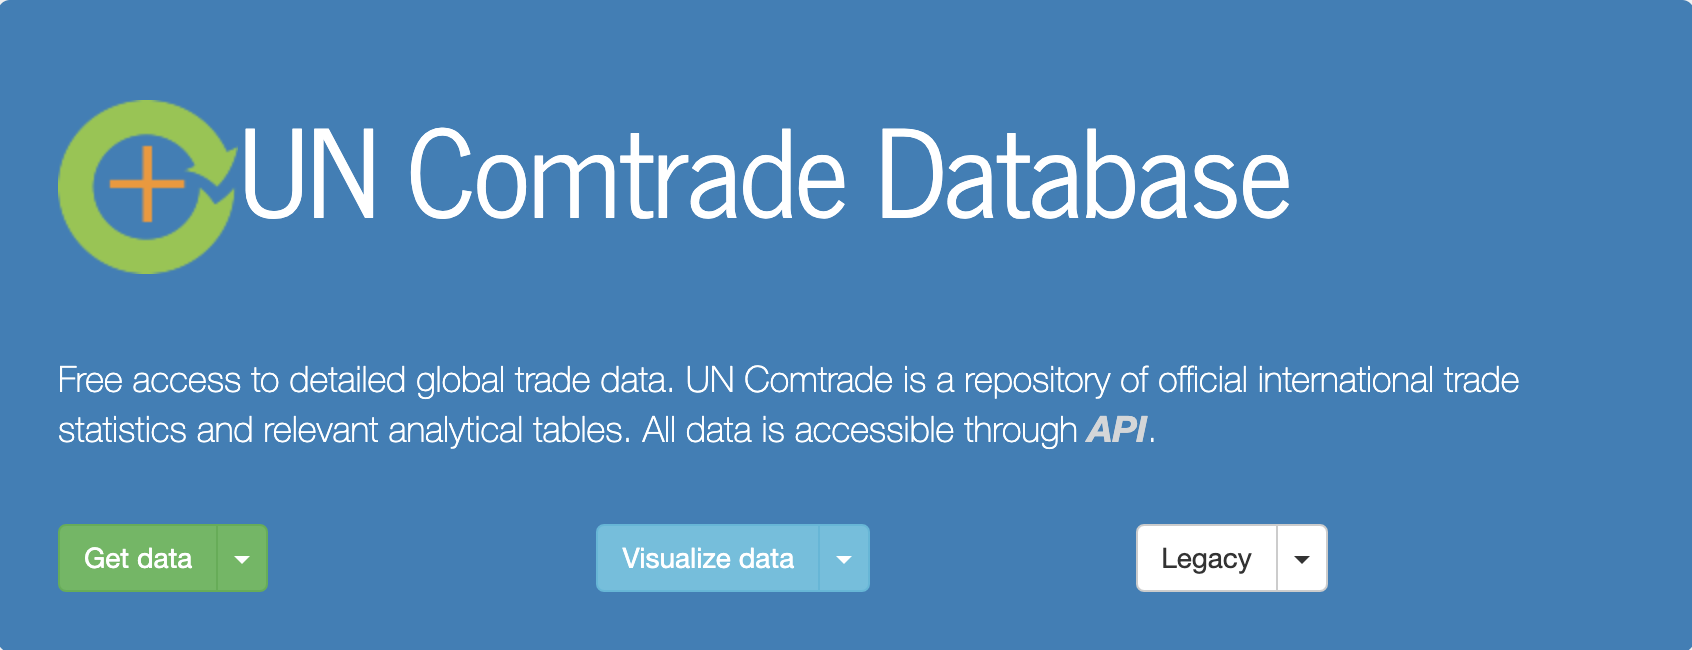 UN Comtrade Database
Free access to detailed global trade data. UN Comtrade is a repository of official international trade
statistics and relevant analytical tables. All data is accessible through API.
Get data
Visualize data
Legacy